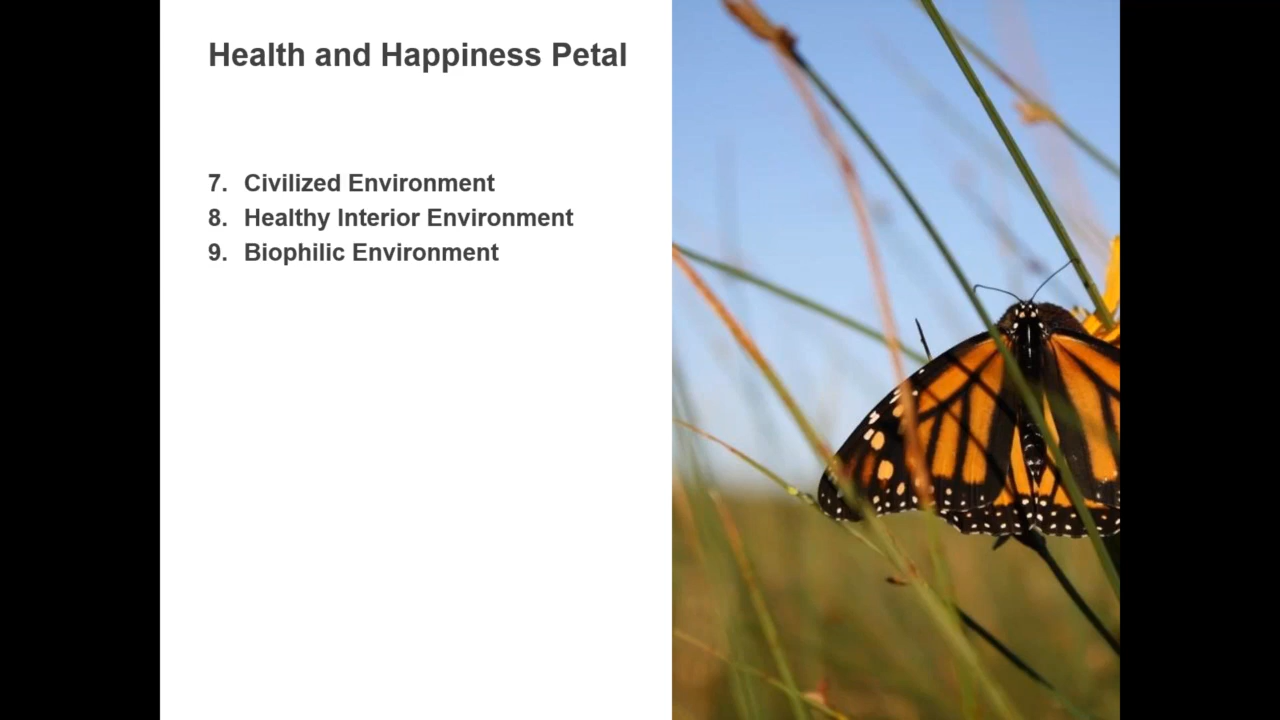 Health and Happiness Petal
7. Civilized Environment
8. Healthy Interior Environment
9. Biophilic Environment